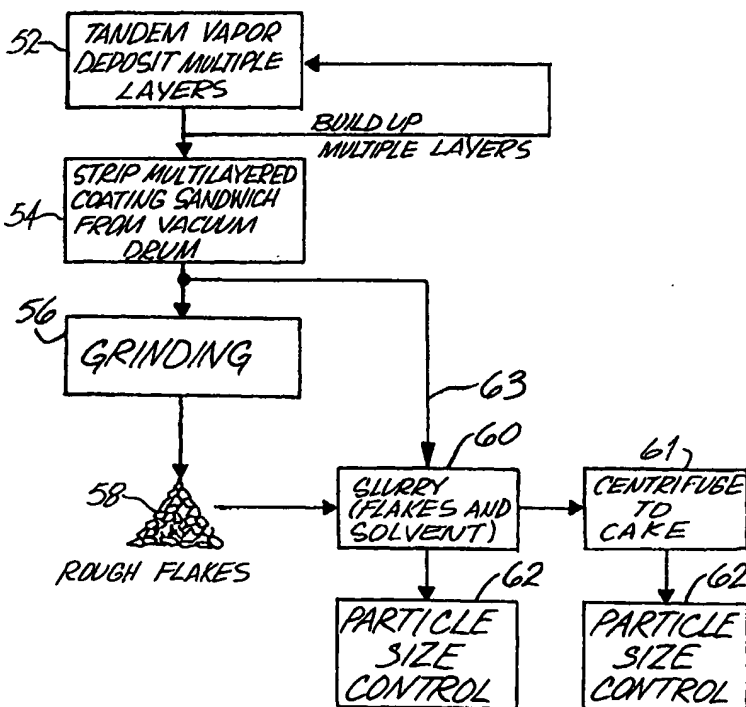 52
TANDEM VAPOR
DEPOSIT MULTIPLE
LAYERS
BUILD UP
MULTIPLE LAYERS
54
STRIP MULTILAYERED
COATING SANDWICH
FROM VACUUM
DRUM
56
GRINDING
63
58
ROUGH FLAKES
60
SLURRY
(FLAKES AND
SOLVENT)
61
CENTRIFUGE
TO
CAKE
62
PARTICLE
SIZE
CONTROL
62
PARTICLE
SIZE
CONTROL